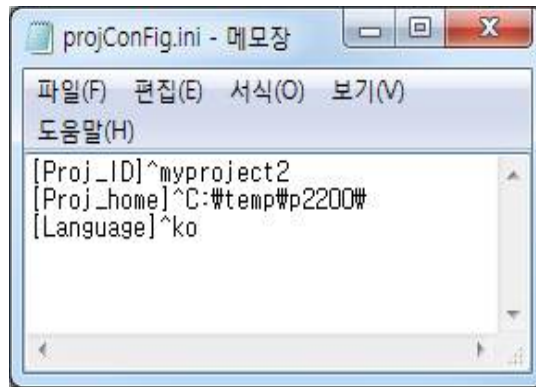 projConFig.ini - 메모장
파일(F) 편집(E) 서식(O) 보기(V)
도움말(H)
[Proj_ID]^myproject2
[Proj_home]^C:₩temp₩p2200₩
[Language]^ko